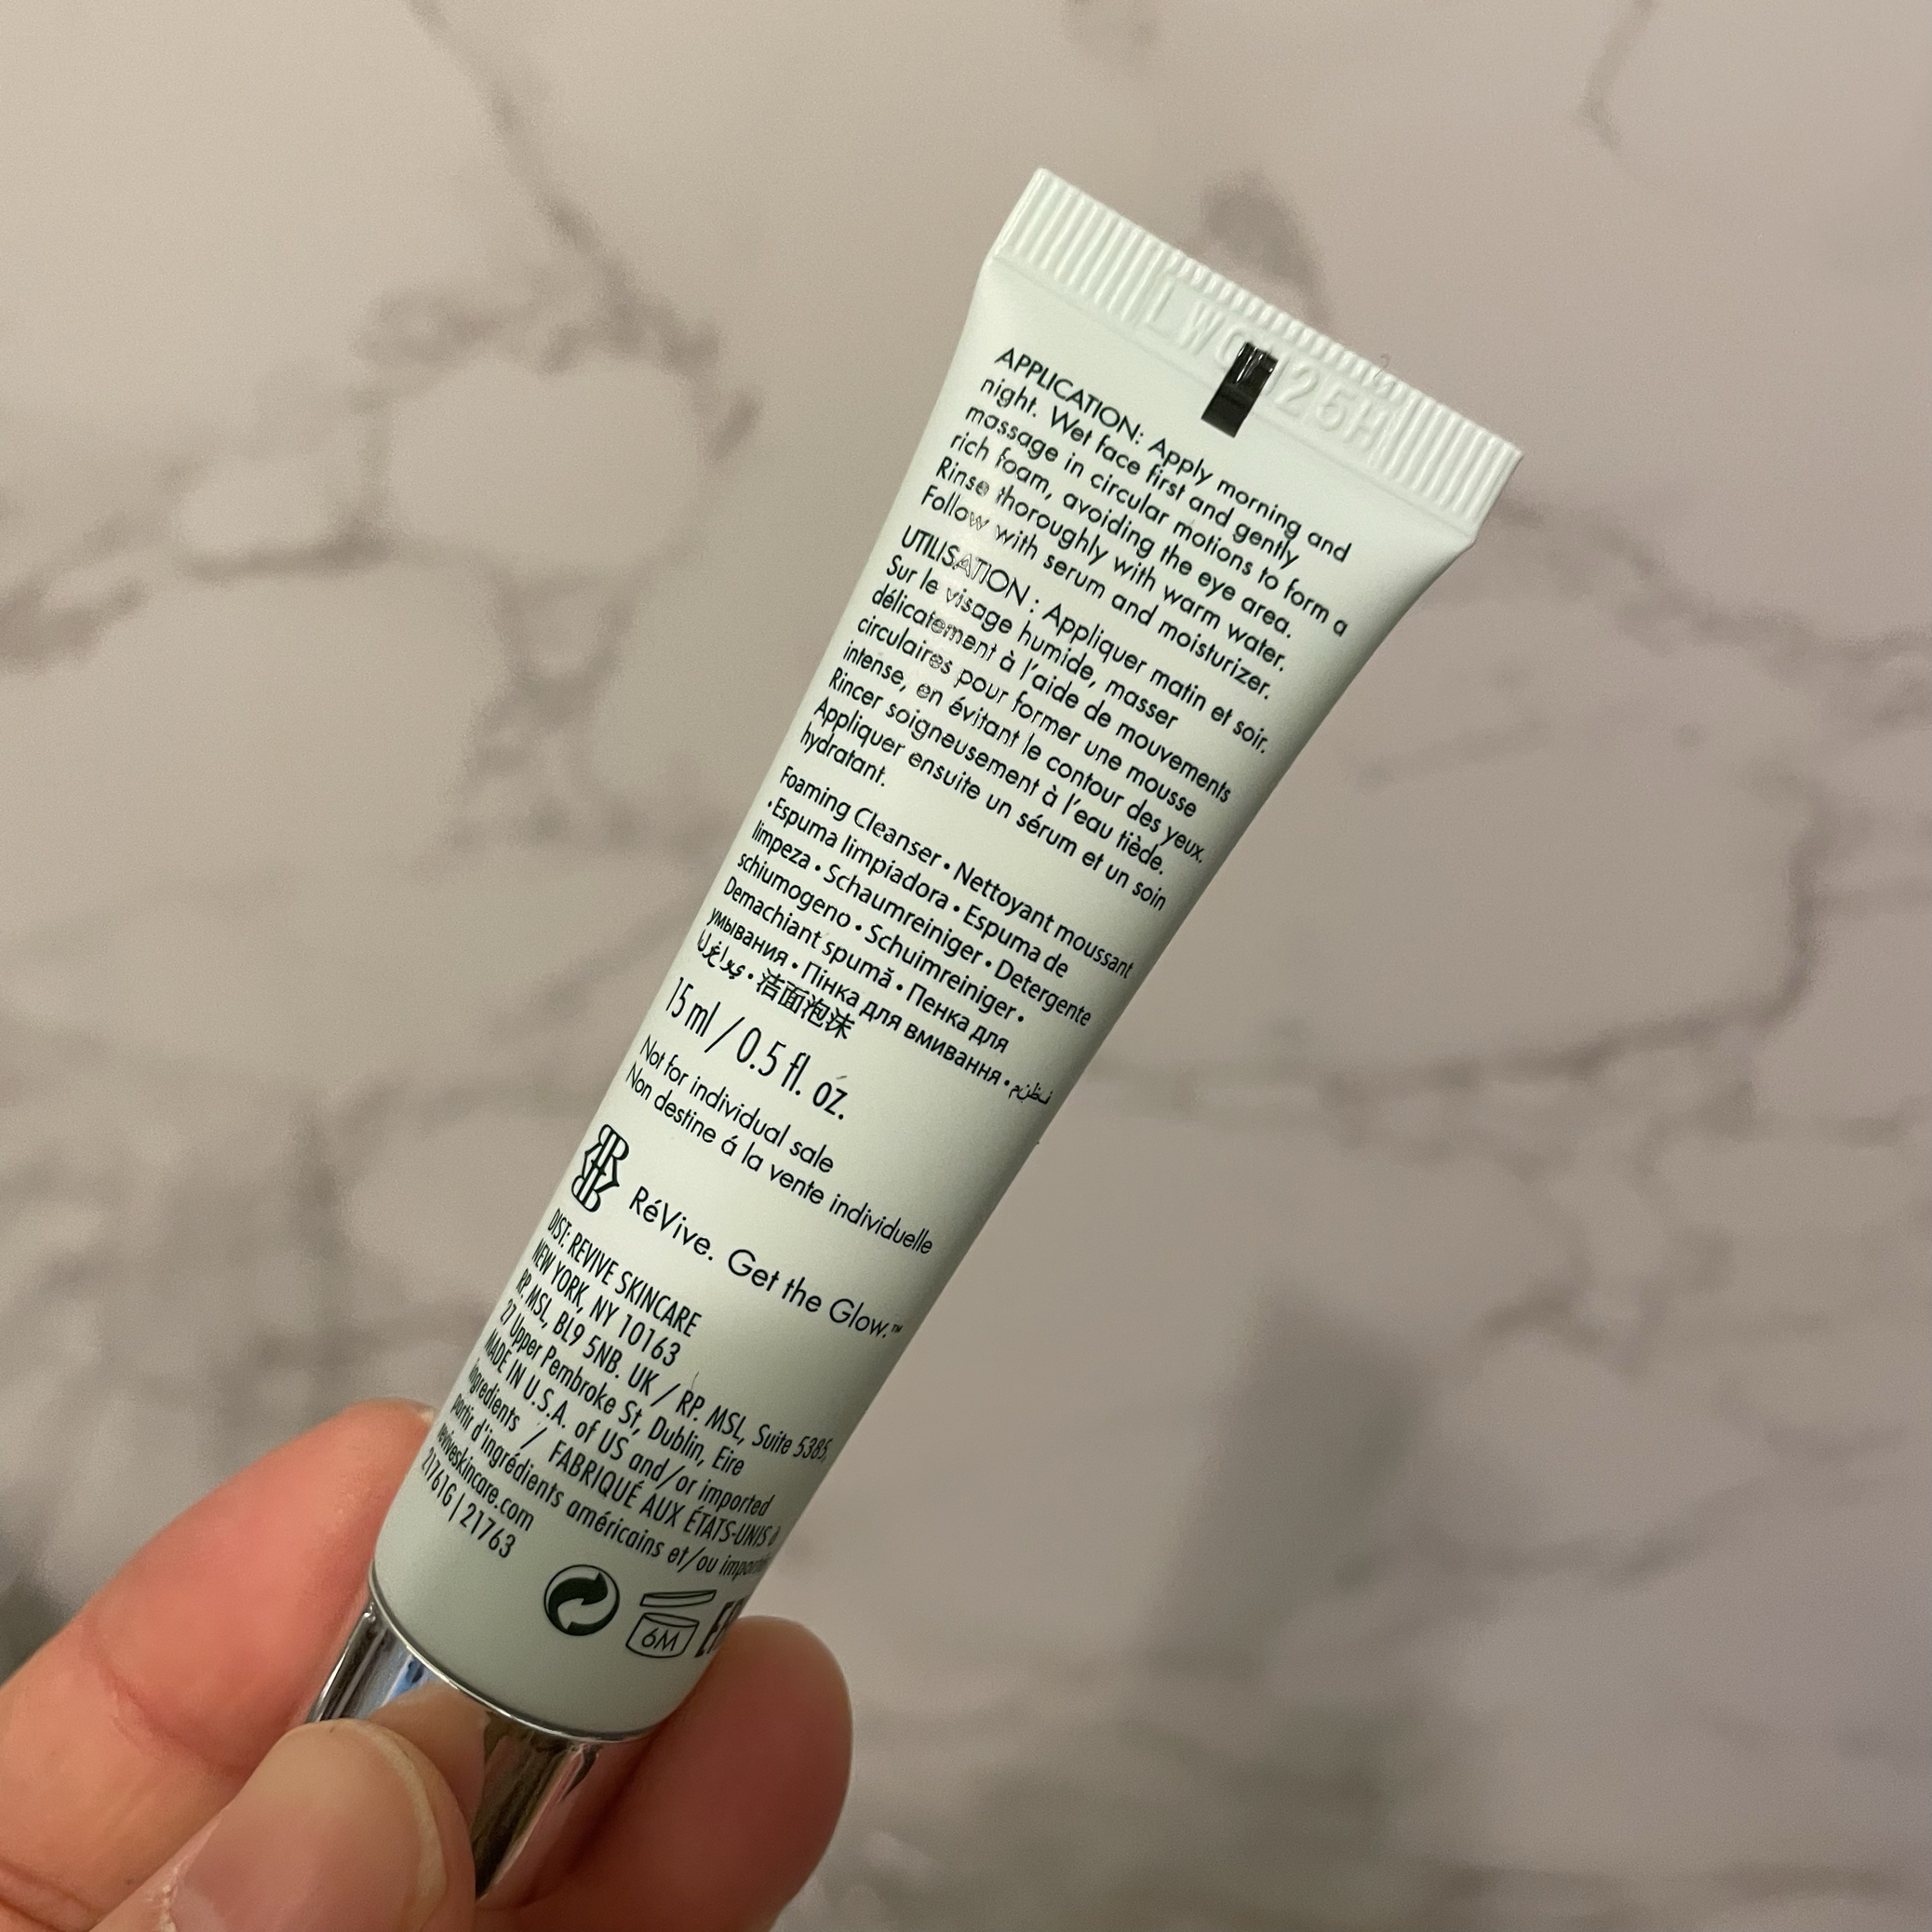 APPLICATION: Apply morning and
night. Wet face first and gently
massage in circular motions to form a
rich foam, avoiding the eye area.
Rinse thoroughly with warm water.
Follow with serum and moisturizer.
UTILISATION : Appliquer matin et soir.
Sur le visage humide, masser
délicatement à l'aide de mouvements
circulaires pour former une mousse
intense, en évitant le contour des yeux.
Rincer soigneusement à l'eau tiède.
Appliquer ensuite un sérum et un soin
hydratant.
Foaming Cleanser • Nettoyant moussant
• Espuma limpiadora • Espuma de
limpeza • Schaumreiniger • Detergente
schiumogeno • Schuimreiniger •
Demachiant spumă • Пенка для
умывания • Пінка для вмивання •
• 洁面泡沫
15 ml / 0.5 fl. oz.
Not for individual sale
Non destine á la vente individuelle
RéVive. Get the Glow.™
DIST: REVIVE SKINCARE
NEW YORK, NY 10163
RP. MSL, BL9 5NB. UK / RP. MSL, Suite 5385,
27 Upper Pembroke St, Dublin, Eire
MADE IN U.S.A. of US and/or imported
ingredients / FABRIQUÉ AUX ÉTATS-UNIS
partir d'ingrédients américains et/ou
reviveskincare.com
21761G | 21763
6M